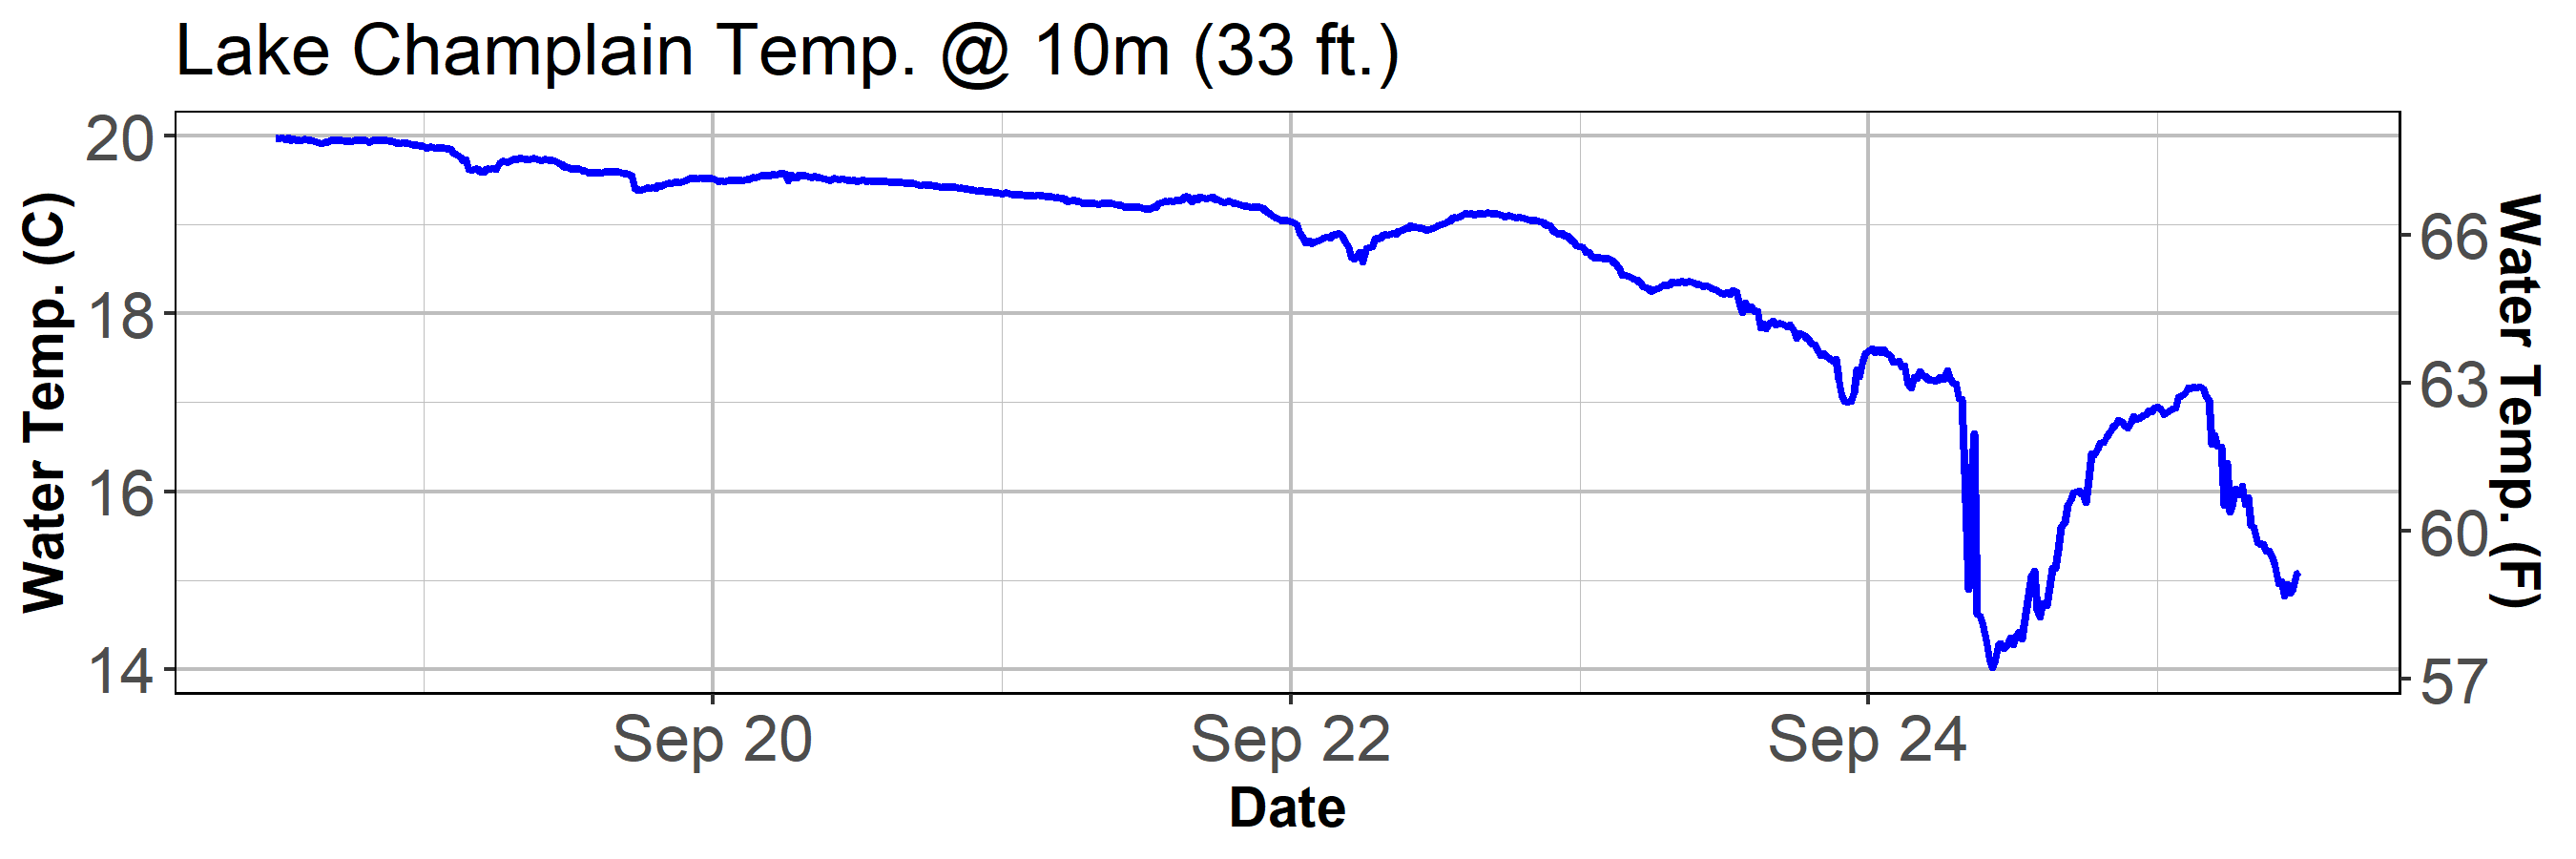 Lake Champlain Temp. @ 10m (33 ft.)
Water Temp. (C)
20
18
16
14
66
63
60
57
Water Temp. (F)
Sep 20
Sep 22
Sep 24
Date